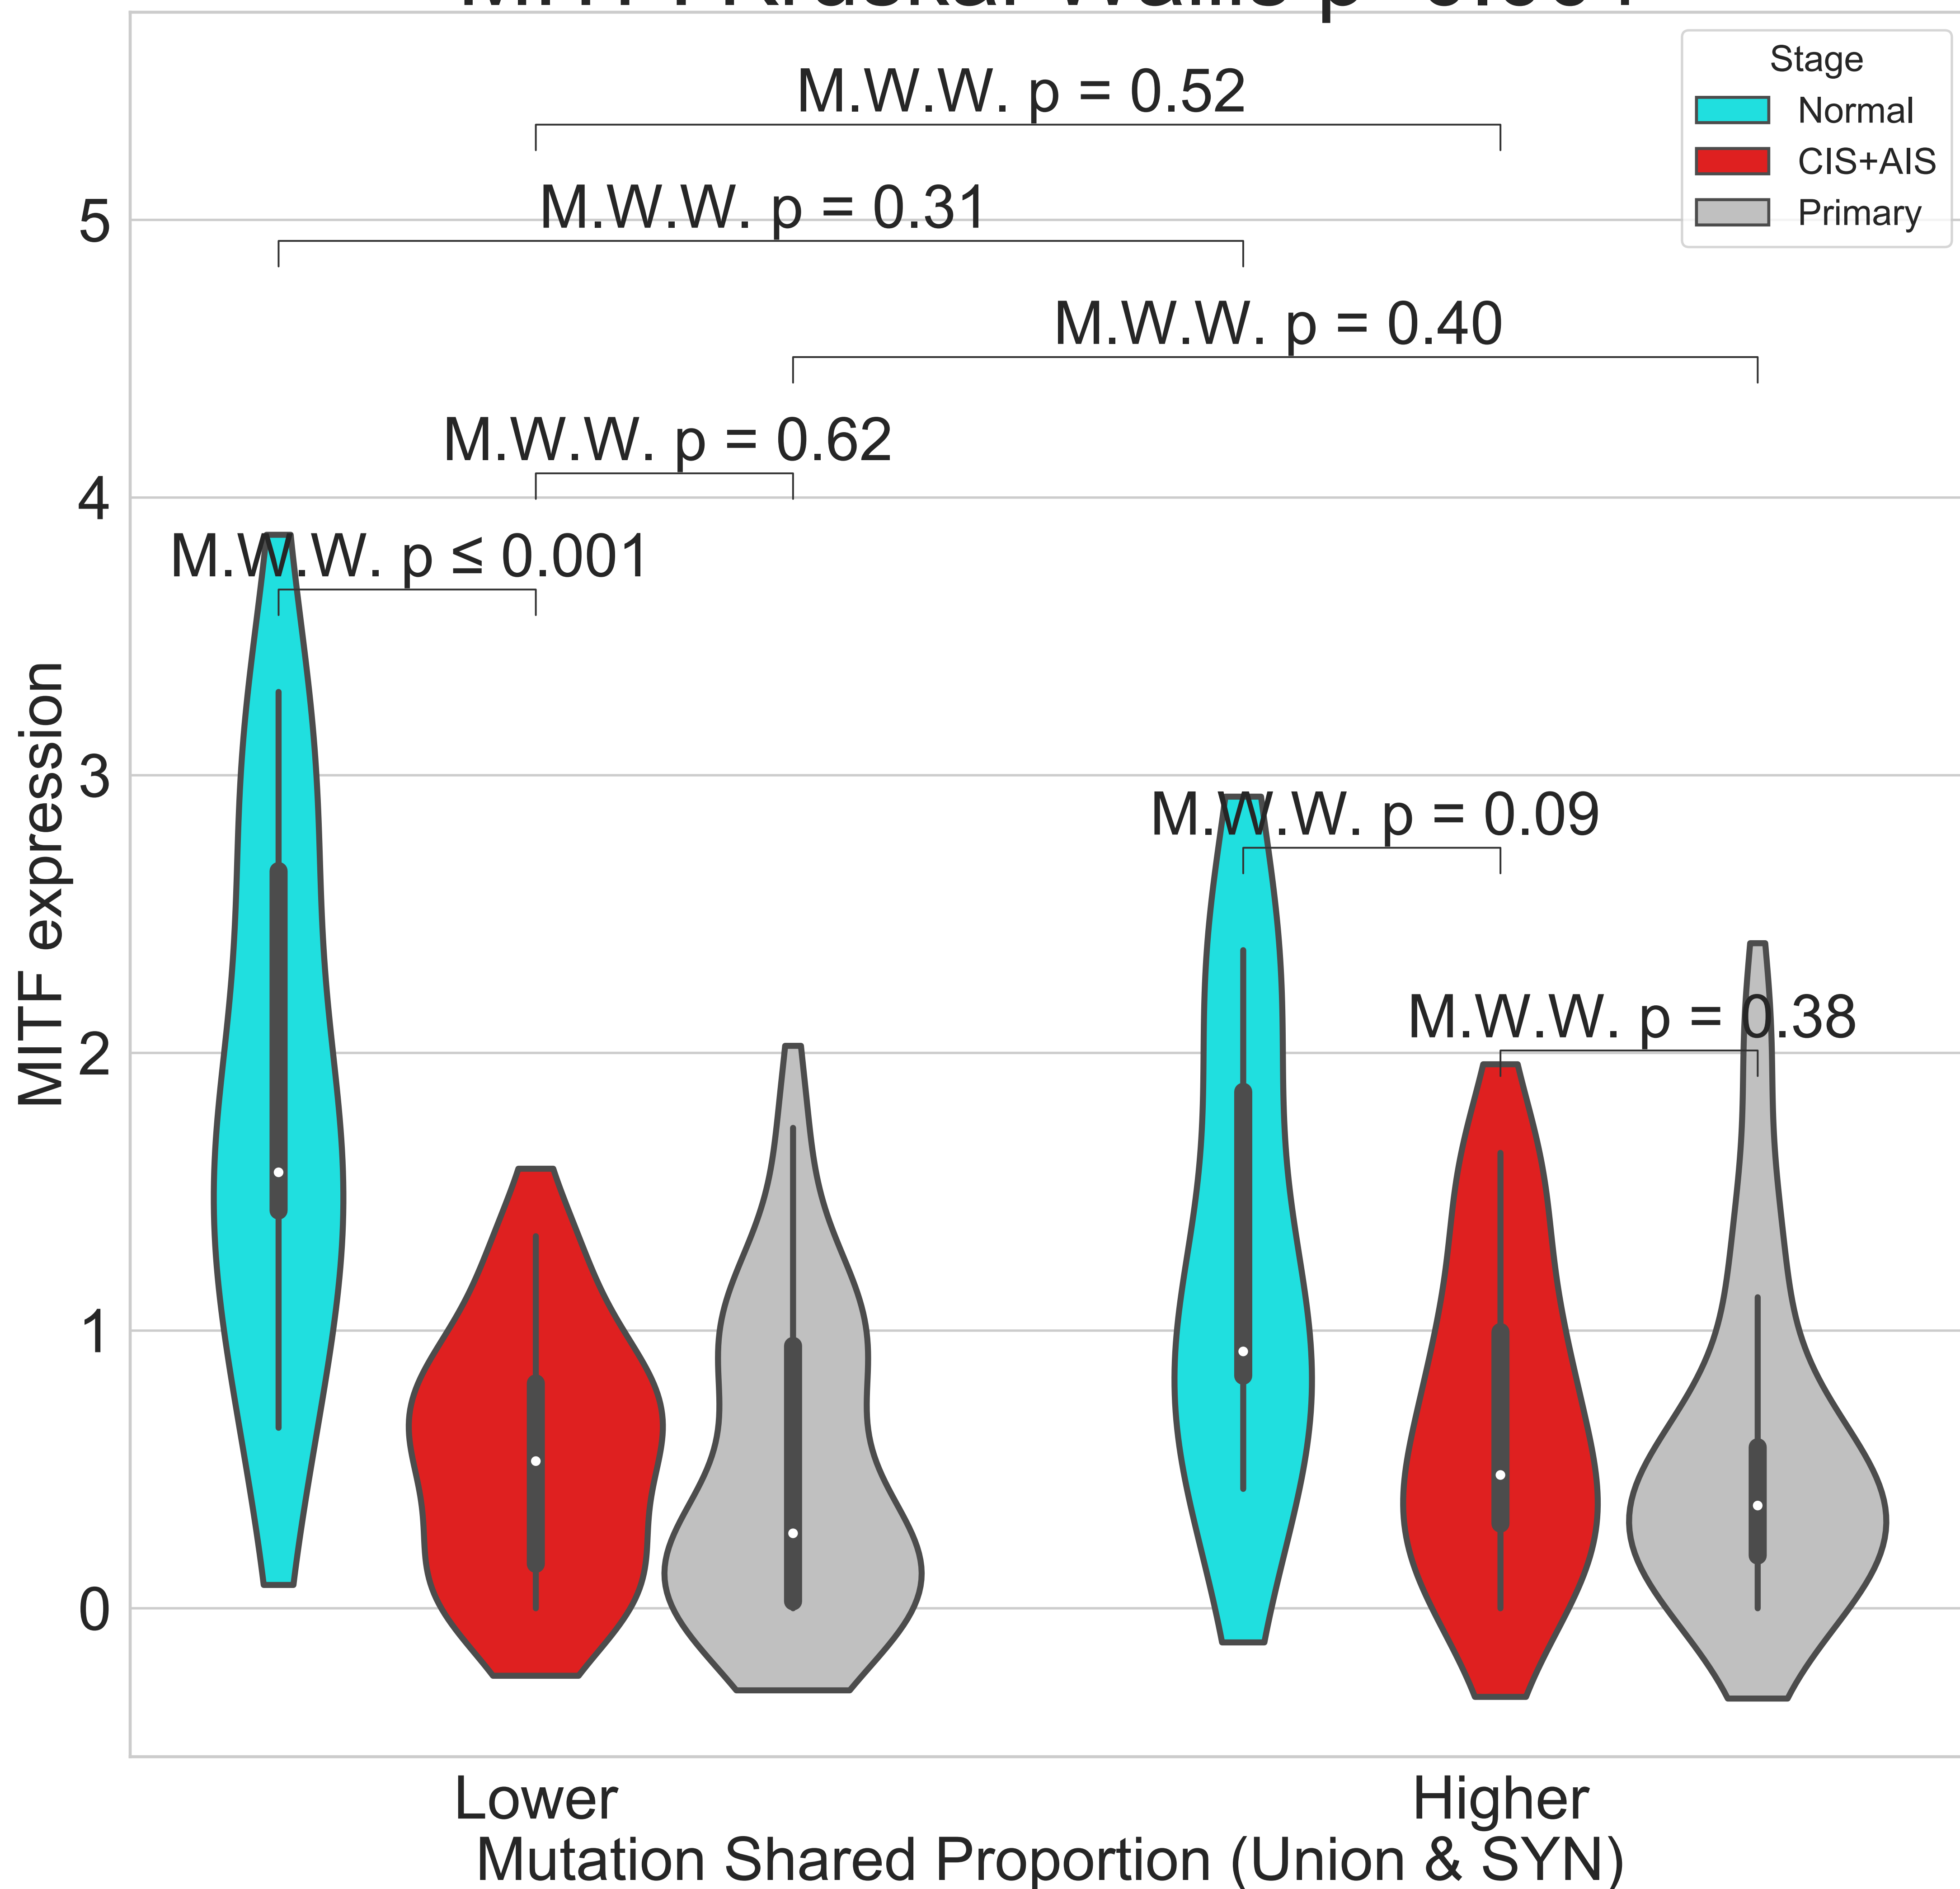 Stage
Normal
CIS+AIS
Primary
M.W.W. p = 0.52
M.W.W. p = 0.31
M.W.W. p = 0.40
M.W.W. p = 0.62
M.W.W. p ≤ 0.001
M.W.W. p = 0.09
M.W.W. p = 0.38
MITF expression
5
4
3
2
1
0
Lower Higher
Mutation Shared Proportion (Union & SYN)